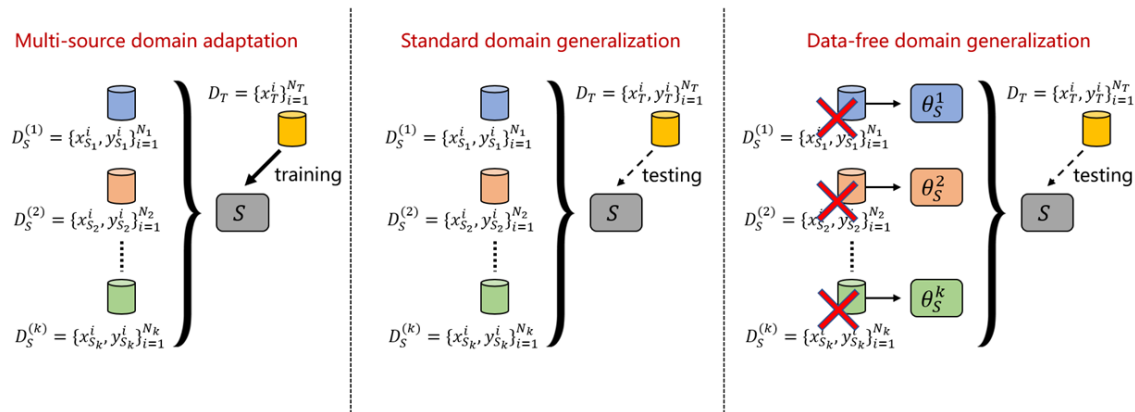 Multi-source domain adaptation
D_T = {x_T^i}_{i=1}^{N_T}
D_S^{(1)} = {x_{S_1}^i, y_{S_1}^i}_{i=1}^{N_1}
training
S
D_S^{(2)} = {x_{S_2}^i, y_{S_2}^i}_{i=1}^{N_2}
D_S^{(k)} = {x_{S_k}^i, y_{S_k}^i}_{i=1}^{N_k}
Standard domain generalization
D_T = {x_T^i, y_T^i}_{i=1}^{N_T}
D_S^{(1)} = {x_{S_1}^i, y_{S_1}^i}_{i=1}^{N_1}
testing
S
D_S^{(2)} = {x_{S_2}^i, y_{S_2}^i}_{i=1}^{N_2}
D_S^{(k)} = {x_{S_k}^i, y_{S_k}^i}_{i=1}^{N_k}
Data-free domain generalization
θ_S^1
D_T = {x_T^i, y_T^i}_{i=1}^{N_T}
D_S^{(1)} = {x_{S_1}^i, y_{S_1}^i}_{i=1}^{N_1}
testing
θ_S^2
S
D_S^{(2)} = {x_{S_2}^i, y_{S_2}^i}_{i=1}^{N_2}
θ_S^k
D_S^{(k)} = {x_{S_k}^i, y_{S_k}^i}_{i=1}^{N_k}